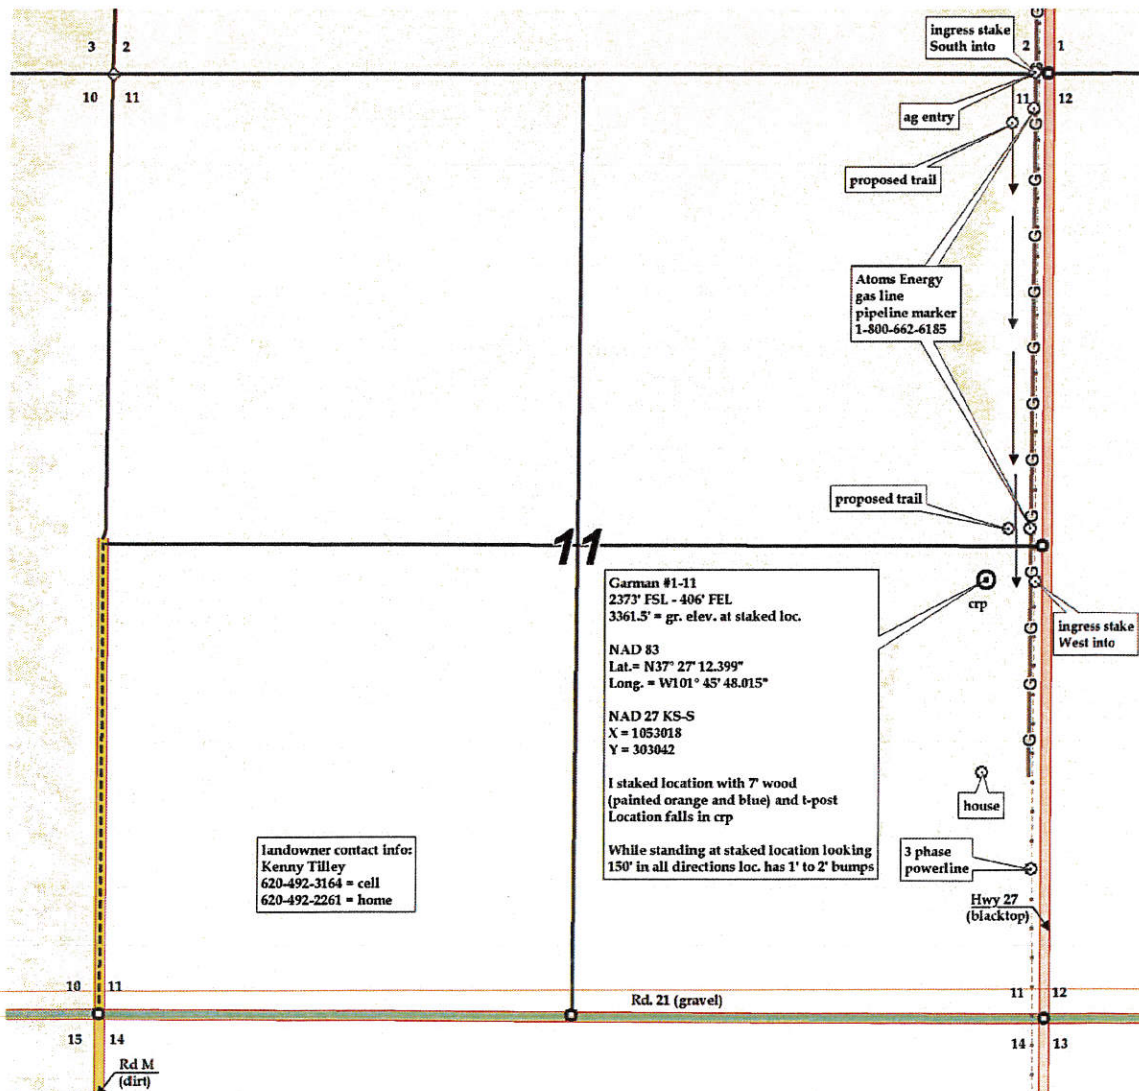 ingress stake
South into
3 2
2 1
10 11
11 12
ag entry
proposed trail
Atoms Energy
gas line
pipeline marker
1-800-662-6185
proposed trail
11
Garman #1-11
2373' FSL - 406' FEL
3361.5' = gr. elev. at staked loc.
NAD 83
Lat.= N37° 27' 12.399"
Long. = W101° 45' 48.015"
NAD 27 KS-S
X = 1053018
Y = 303042
I staked location with 7' wood
(painted orange and blue) and t-post
Location falls in crp
While standing at staked location looking
150' in all directions loc. has 1' to 2' bumps
crp
ingress stake
West into
house
landowner contact info:
Kenny Tilley
620-492-3164 = cell
620-492-2261 = home
3 phase
powerline
Hwy 27
(blacktop)
10 11
11 12
Rd. 21 (gravel)
15 14
14 13
Rd M
(dirt)
G
G
G
G
G
G
G
G
G
G
G
G
G